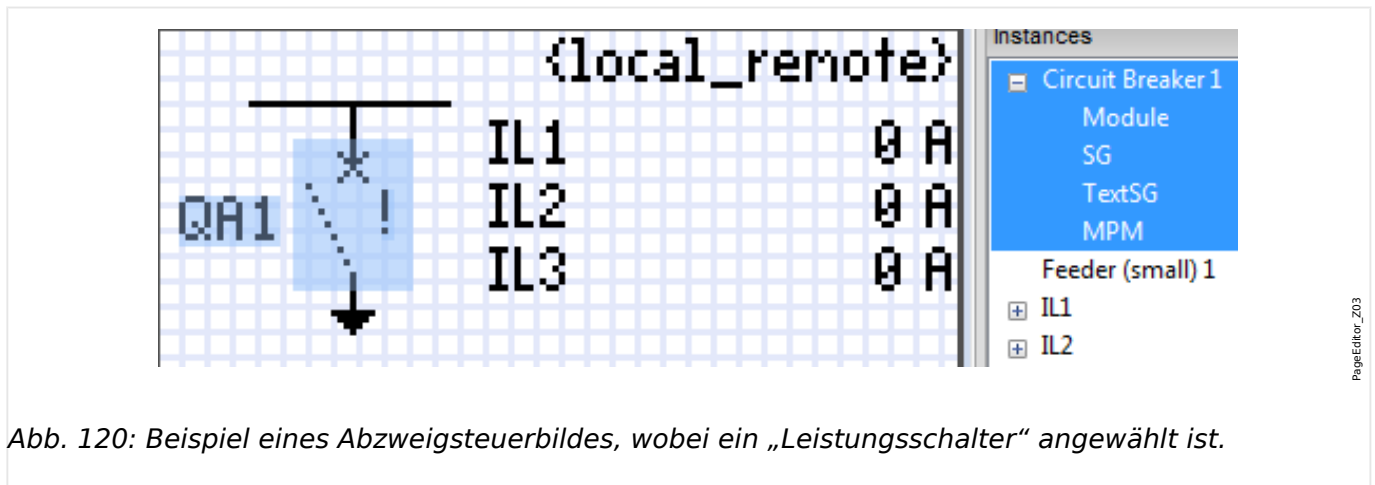 {local_remote}
IL1 0 A
QA1 ! IL2 0 A
IL3 0 A
Instances
Circuit Breaker 1
Module
SG
TextSG
MPM
Feeder (small) 1
IL1
IL2
PageEditor_Z03
Abb. 120: Beispiel eines Abzweigsteuerbildes, wobei ein „Leistungsschalter“ angewählt ist.